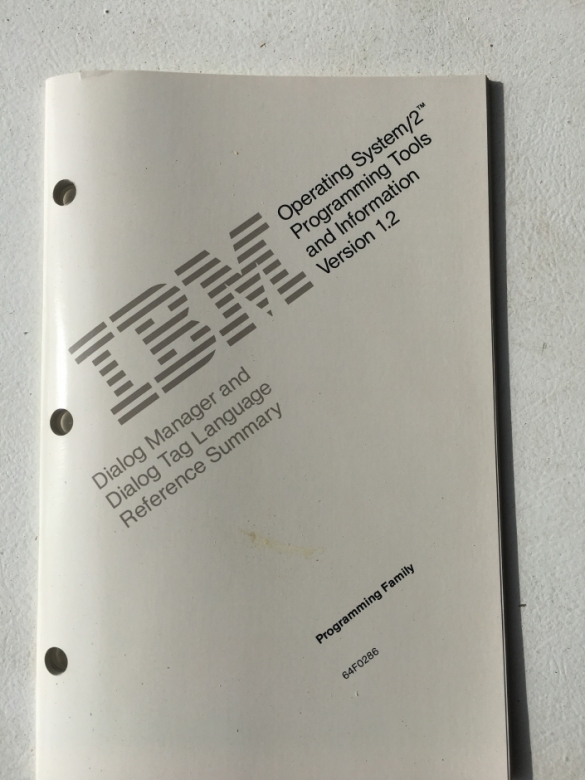 Operating System/2™
Programming Tools
and Information
Version 1.2
IBM
Dialog Manager and
Dialog Tag Language
Reference Summary
Programming Family
64F0286